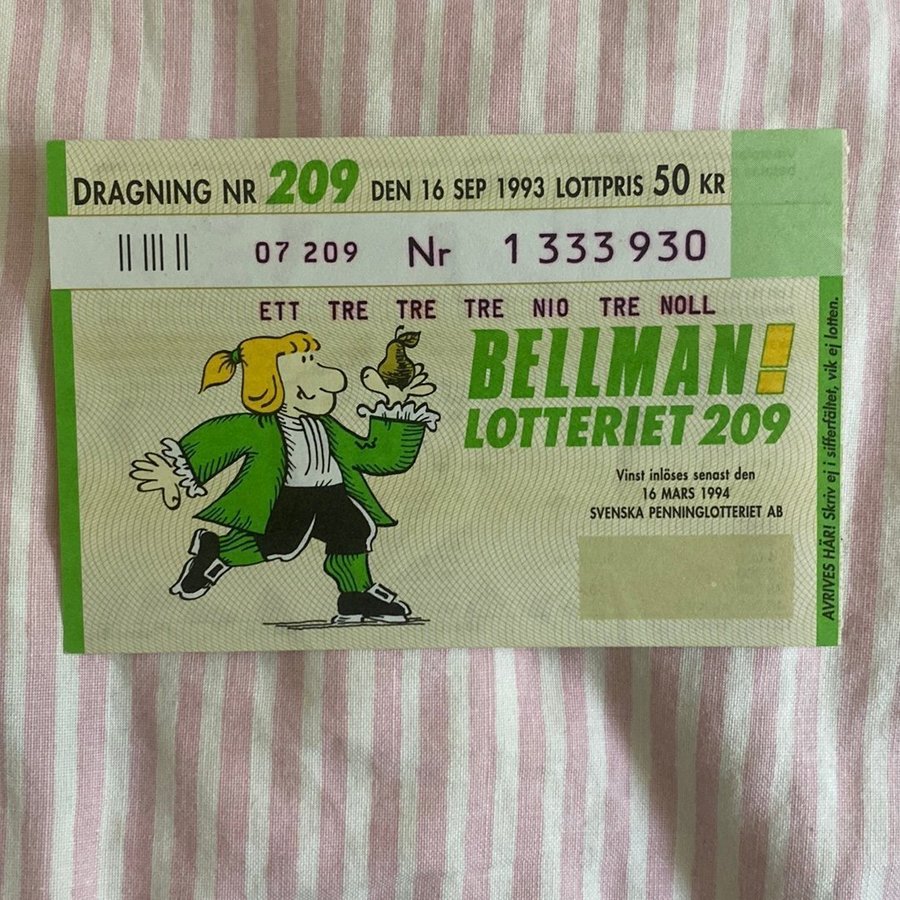 DRAGNING NR 209 DEN 16 SEP 1993 LOTTPRIS 50 KR
07 209 Nr 1 333 930
ETT TRE TRE TRE NIO TRE NOLL
BELLMAN!
LOTTERIET 209
Vinst inlöses senast den
16 MARS 1994
SVENSKA PENNINGLOTTERIET AB
AVRIVES HÄR! Skriv ej i sifferfältet, vik ej lotten.